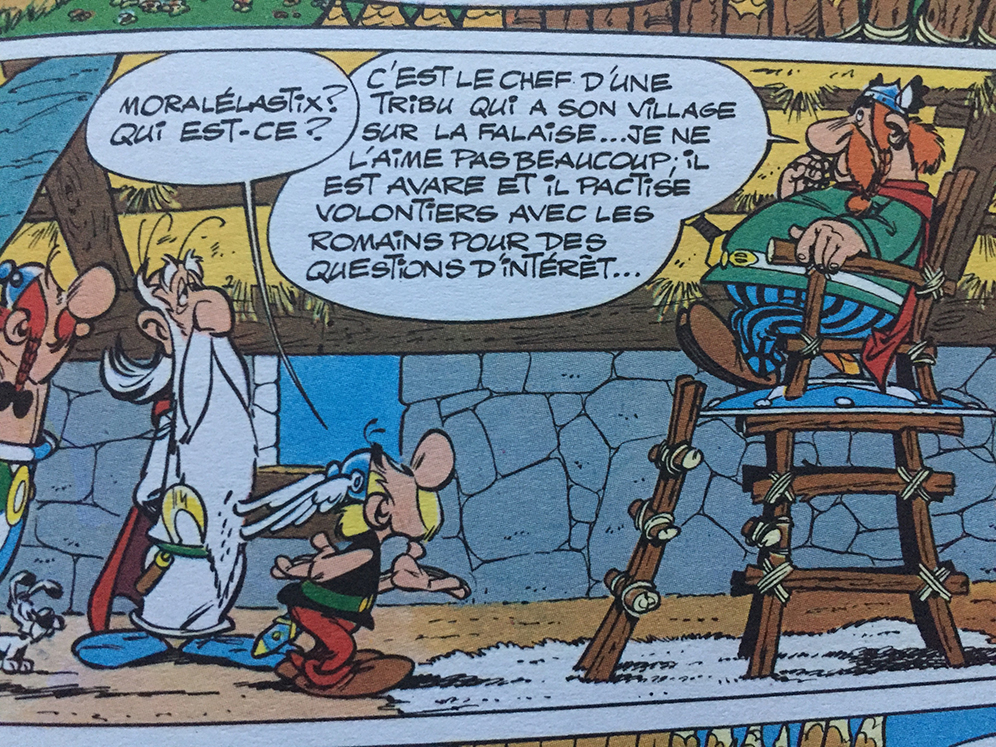 MORALÉLASTIX?
QUI EST-CE?
C'EST LE CHEF D'UNE
TRIBU QUI A SON VILLAGE
SUR LA FALAISE...JE NE
L'AIME PAS BEAUCOUP; iL
EST AVARE ET iL PACTISE
VOLONTIERS AVEC LES
ROMAINS POUR DES
QUESTIONS D'INTÉRÊT...